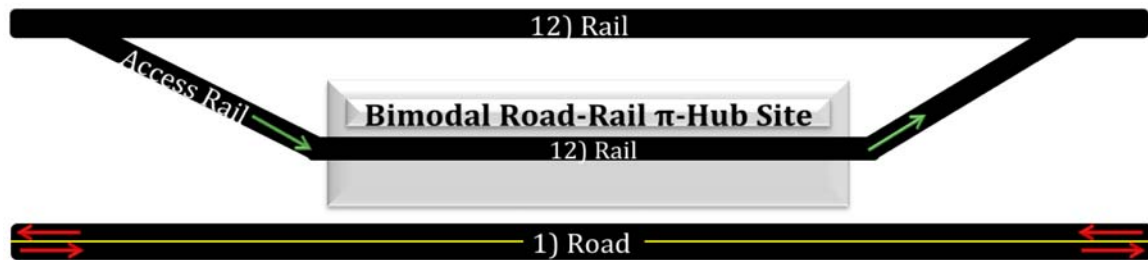 12) Rail
Access Rail
Bimodal Road-Rail π-Hub Site
12) Rail
1) Road